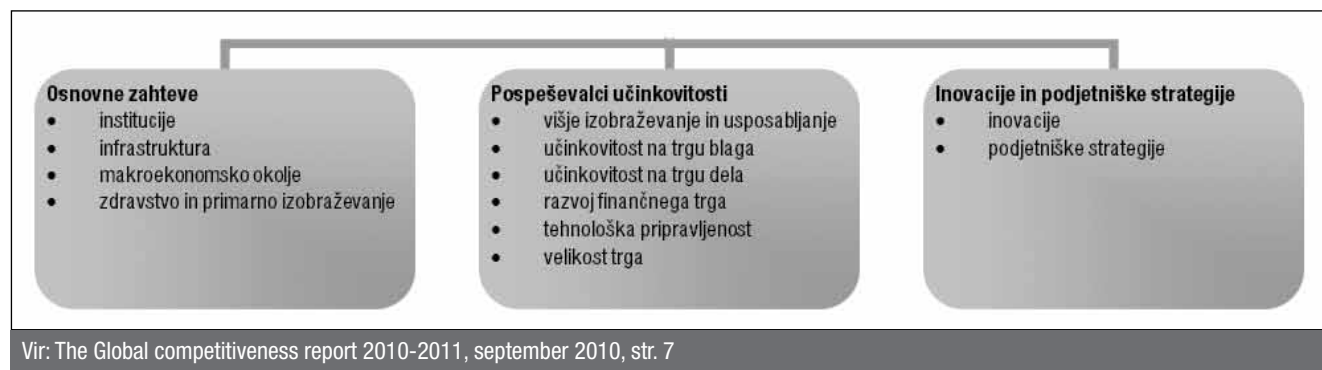 Osnovne zahteve
• institucije
• infrastruktura
• makroekonomsko okolje
• zdravstvo in primarno izobraževanje
Pospeševalci učinkovitosti
• višje izobraževanje in usposabljanje
• učinkovitost na trgu blaga
• učinkovitost na trgu dela
• razvoj finančnega trga
• tehnološka pripravljenost
• velikost trga
Inovacije in podjetniške strategije
• inovacije
• podjetniške strategije
Vir: The Global competitiveness report 2010-2011, september 2010, str. 7